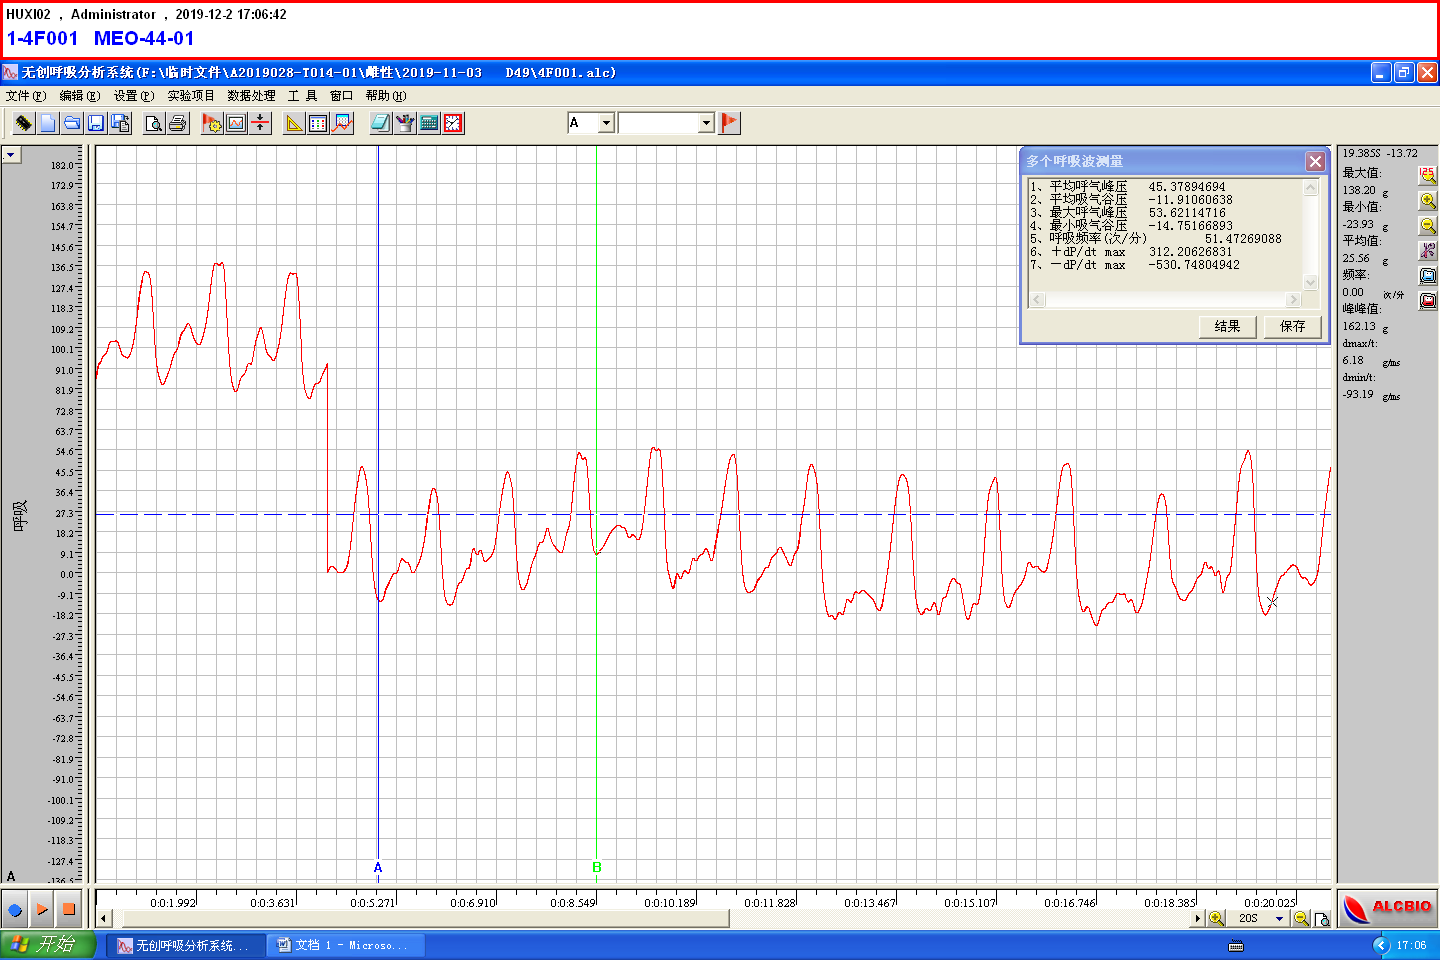 HUXI02 , Administrator , 2019-12-2 17:06:42
1-4F001 MEO-44-01
无创呼吸分析系统(F:\临时文件\A2019028-T014-01\雌性\2019-11-03 D49\4F001.alc)
文件(F) 编辑(E) 设置(P) 实验项目 数据处理 工 具 窗口 帮助(H)
A
182.0
172.9
163.8
154.7
145.6
136.5
127.4
118.3
109.2
100.1
91.0
81.9
72.8
63.7
54.6
45.5
36.4
27.3
18.2
9.1
0.0
-9.1
-18.2
-27.3
-36.4
-45.5
-54.6
-63.7
-72.8
-81.9
-91.0
-100.1
-109.2
-118.3
-127.4
-136.5
呼吸
A
A
B
多个呼吸波测量
1、平均呼气峰压 45.37894694
2、平均吸气谷压 -11.91060638
3、最大呼气峰压 53.62114716
4、最小吸气谷压 -14.75166893
5、呼吸频率(次/分) 51.47269088
6、＋dP/dt max 312.20626831
7、－dP/dt max -530.74804942
结果 保存
19.385S -13.72
最大值:
138.20 g
最小值:
-23.93 g
平均值:
25.56 g
频率:
0.00 次/分
峰峰值:
162.13 g
dmax/t:
6.18 g/ms
dmin/t:
-93.19 g/ms
125
0:0:1.992 0:0:3.631 0:0:5.271 0:0:6.910 0:0:8.549 0:0:10.189 0:0:11.828 0:0:13.467 0:0:15.107 0:0:16.746 0:0:18.385 0:0:20.025
20S
ALCBIO
开始 无创呼吸分析系统... 文档 1 - Microso... 17:06